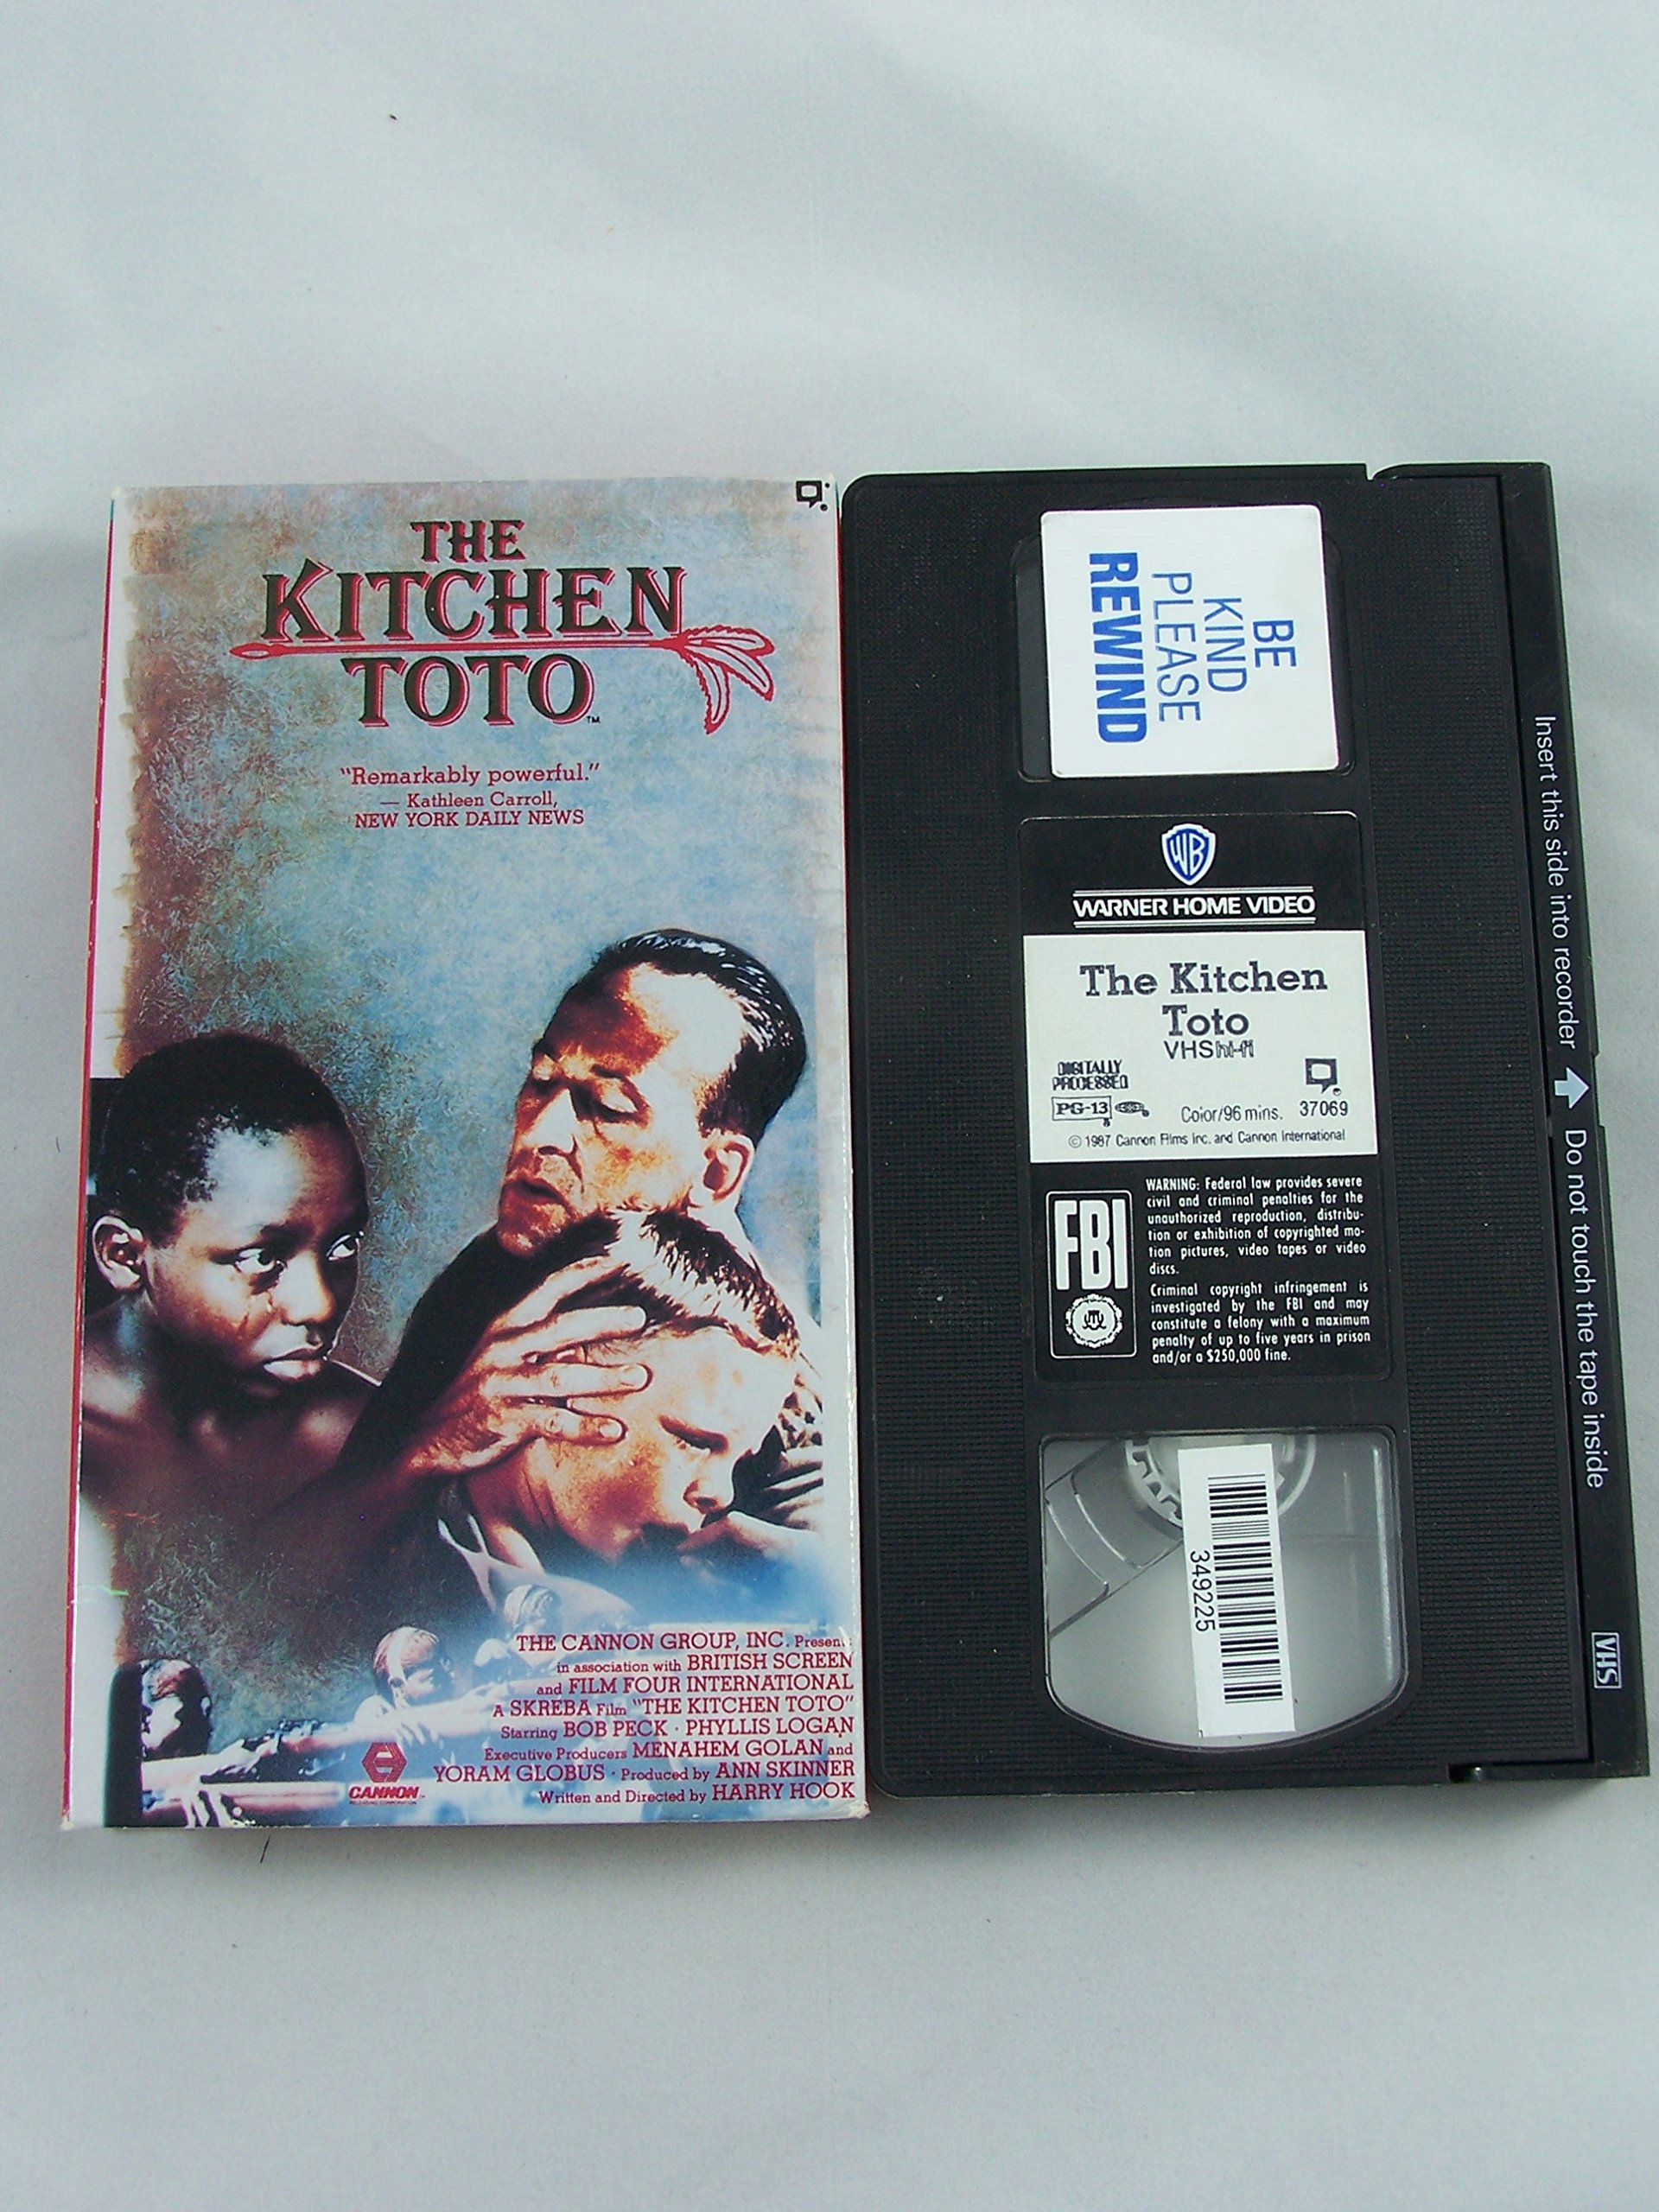 THE
KITCHEN
TOTO
™
“Remarkably powerful.”
— Kathleen Carroll,
NEW YORK DAILY NEWS
THE CANNON GROUP, INC. Present
in association with BRITISH SCREEN
and FILM FOUR INTERNATIONAL
A SKREBA Film "THE KITCHEN TOTO"
Starring BOB PECK · PHYLLIS LOGAN
Executive Producers MENAHEM GOLAN and
YORAM GLOBUS · Produced by ANN SKINNER
Written and Directed by HARRY HOOK
CANNON
BE
KIND
PLEASE
REWIND
WB
WARNER HOME VIDEO
The Kitchen
Toto
VHS hi-fi
DIGITALLY
PROCESSED
PG-13
Color/96 mins. 37069
© 1987 Cannon Films Inc. and Cannon International
FBI
WARNING: Federal law provides severe
civil and criminal penalties for the
unauthorized reproduction, distribu-
tion or exhibition of copyrighted mo-
tion pictures, video tapes or video
discs.
Criminal copyright infringement is
investigated by the FBI and may
constitute a felony with a maximum
penalty of up to five years in prison
and/or a $250,000 fine.
349225
Insert this side into recorder
Do not touch the tape inside
VHS